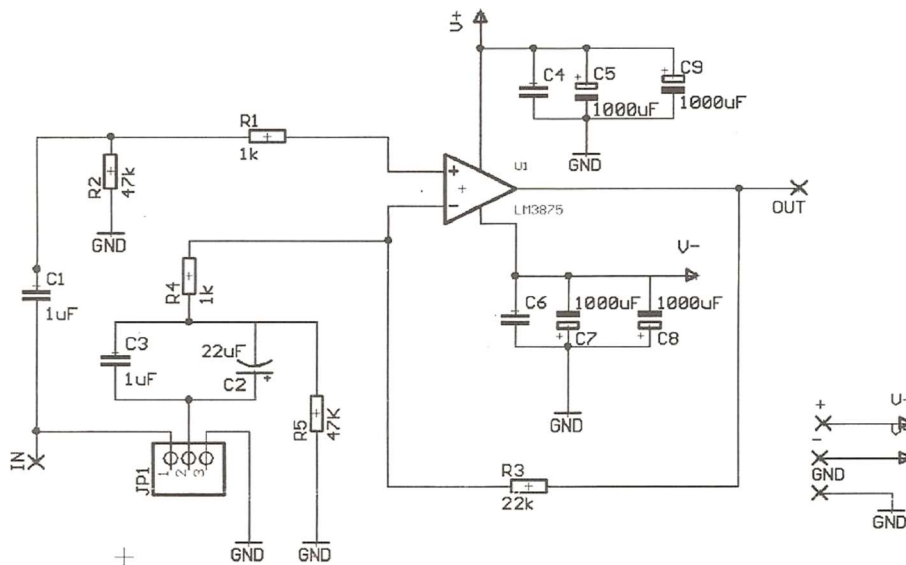 V+
C4
C5
C9
1000uF
1000uF
GND
R1
1k
R2
47k
GND
+
-
U1
LM3875
OUT
V-
C1
1uF
R4
1k
C6
1000uF
1000uF
C7
C8
GND
C3
1uF
22uF
C2
R5
47K
IN
JP1
1
2
3
GND
GND
R3
22k
+
-
GND
V-
GND